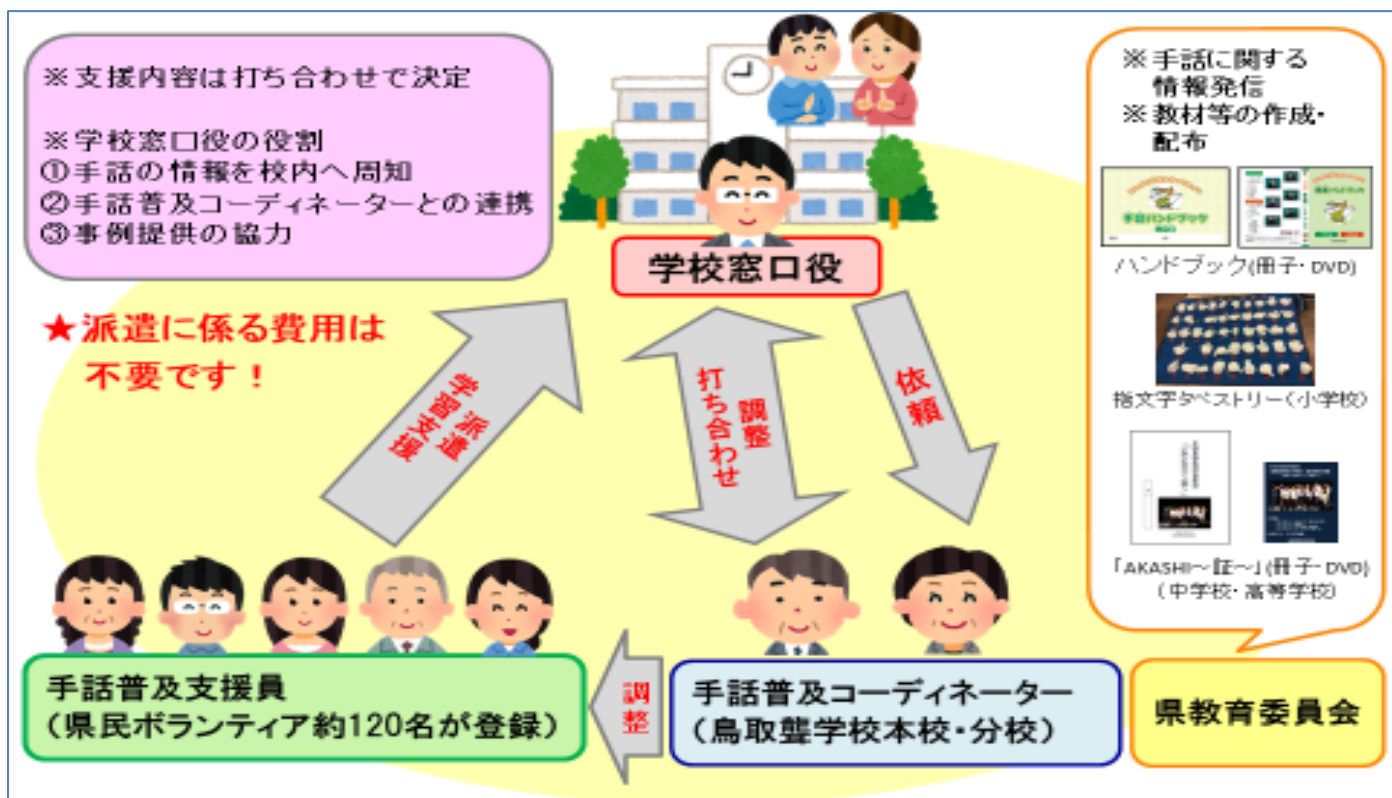 ※支援内容は打ち合わせで決定
※学校窓口役の役割
①手話の情報を校内へ周知
②手話普及コーディネーターとの連携
③事例提供の協力
★派遣に係る費用は
不要です！
学校窓口役
派遣
学習支援
調整
打ち合わせ
依頼
手話普及支援員
（県民ボランティア約120名が登録）
調整
手話普及コーディネーター
（鳥取聾学校本校・分校）
※手話に関する
情報発信
※教材等の作成・
配布
手話ハンドブック
ハンドブック(冊子・DVD)
指文字タペストリー（小学校）
「AKASHI～証～」(冊子・DVD)
（中学校・高等学校）
県教育委員会